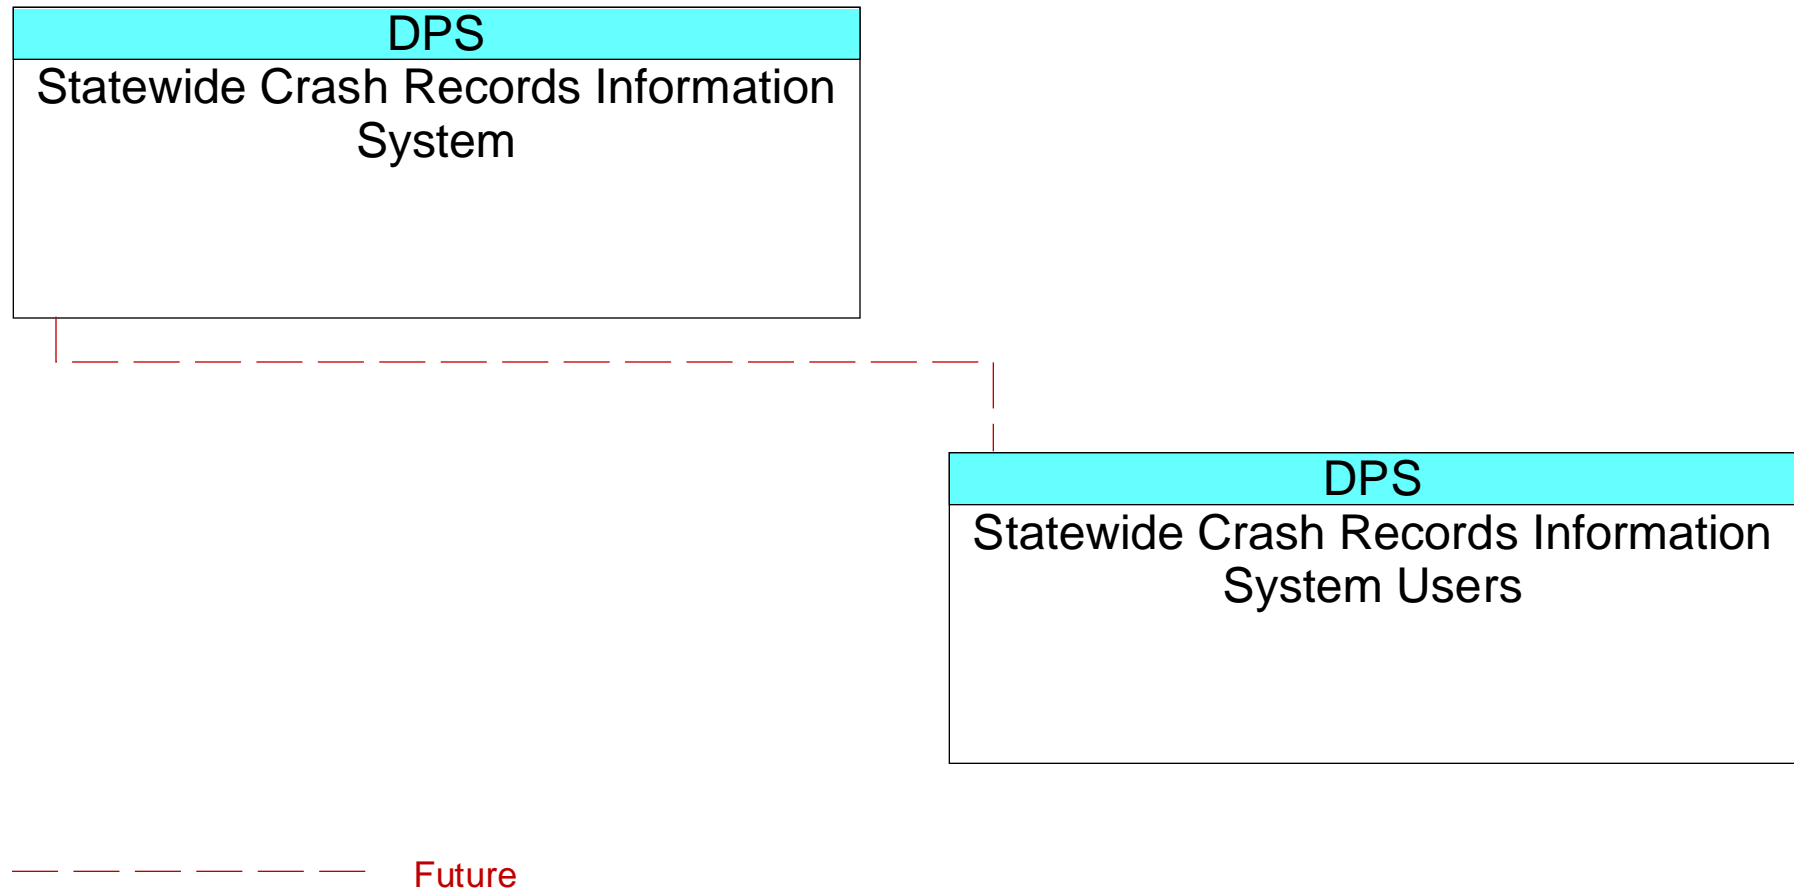 DPS
Statewide Crash Records Information
System
DPS
Statewide Crash Records Information
System Users
Future